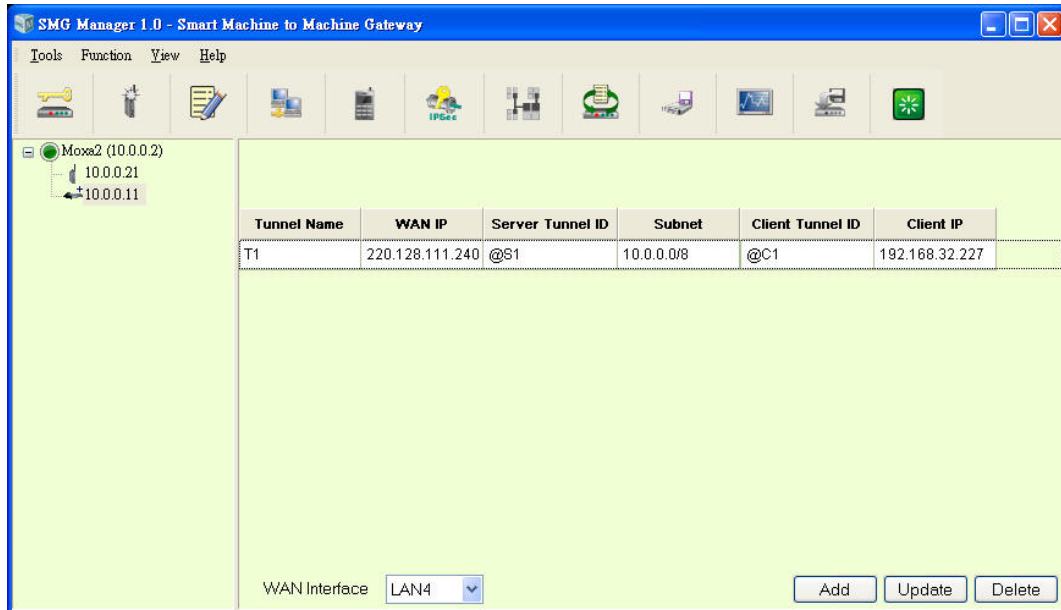 SMG Manager 1.0 - Smart Machine to Machine Gateway
Tools Function View Help
IPSec
Moxa2 (10.0.0.2)
10.0.0.21
10.0.0.11
Tunnel Name WAN IP Server Tunnel ID Subnet Client Tunnel ID Client IP
T1 220.128.111.240 @S1 10.0.0.0/8 @C1 192.168.32.227
WAN Interface LAN4 Add Update Delete